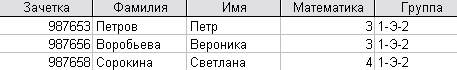 Зачетка Фамилия Имя Математика Группа
987653 Петров Петр 3 1-Э-2
987656 Воробьева Вероника 3 1-Э-2
987658 Сорокина Светлана 4 1-Э-2